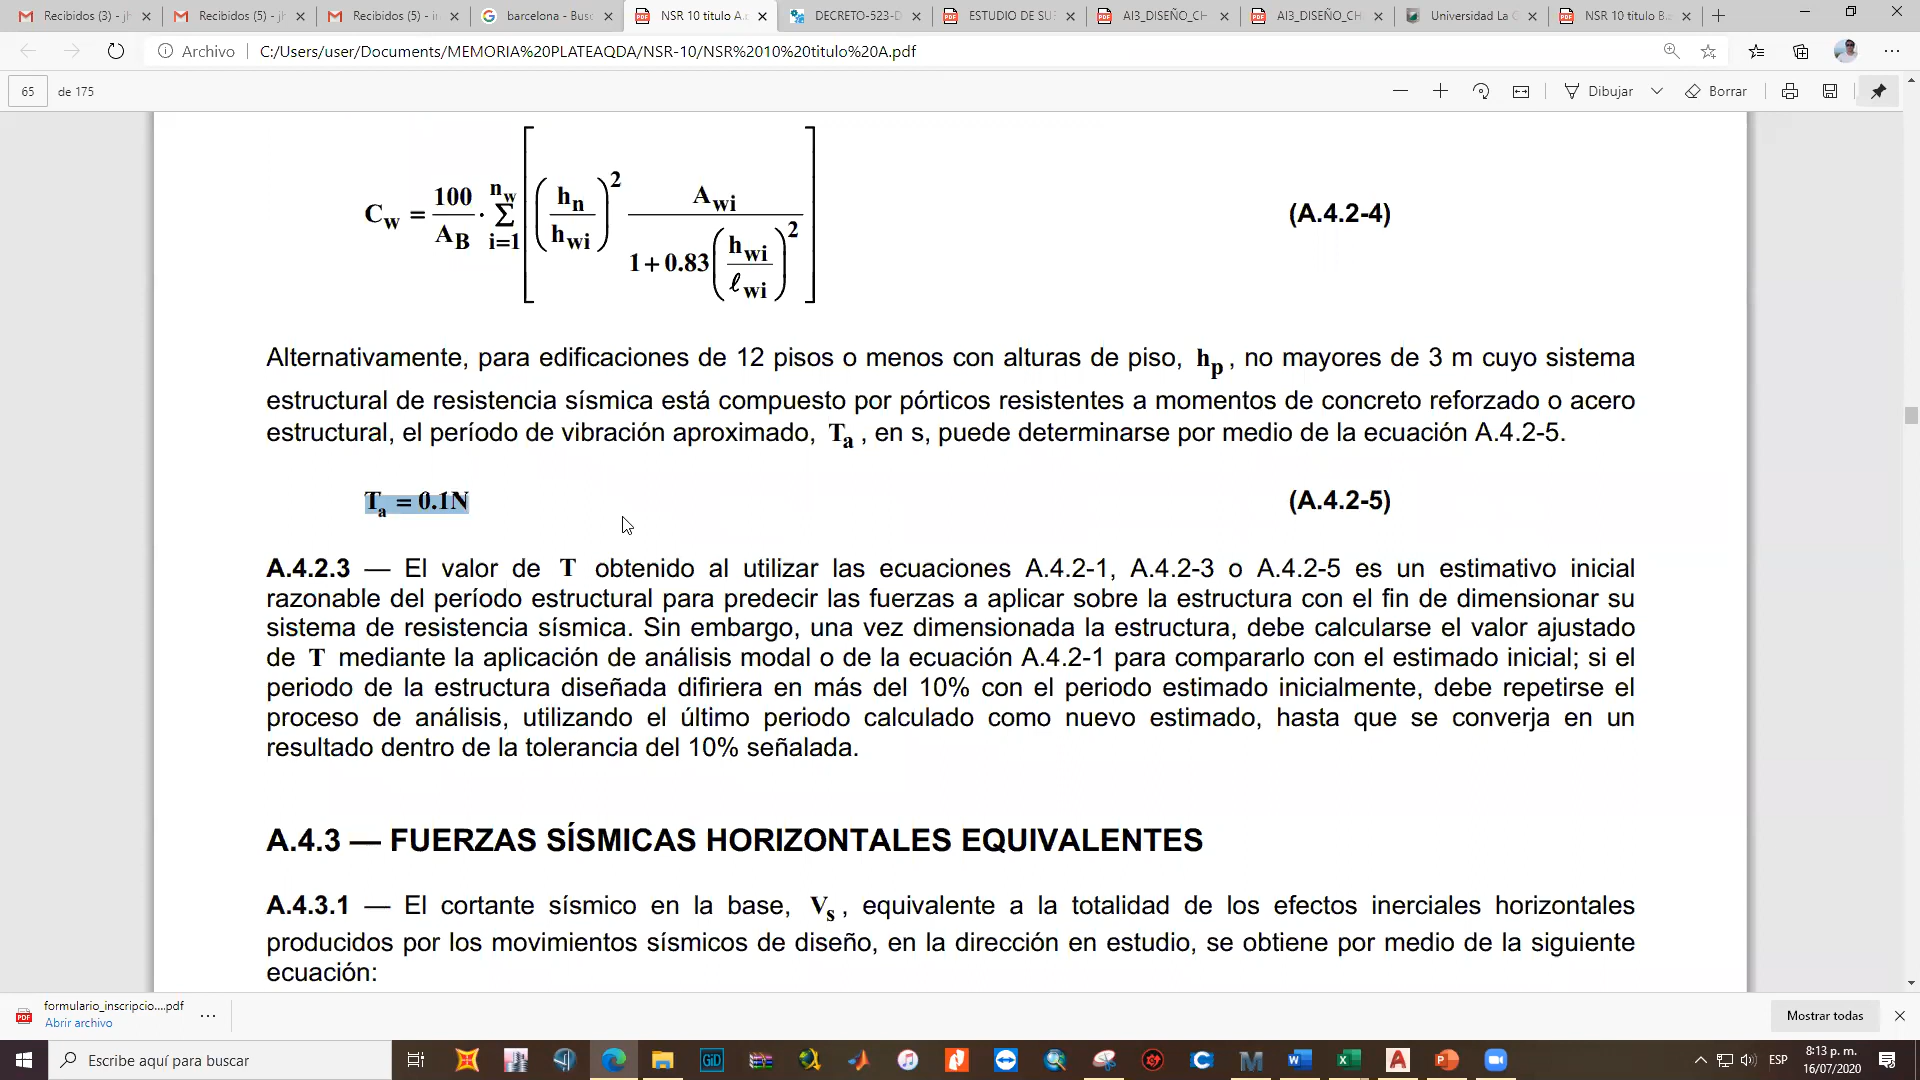 Recibidos (3) - jh
Recibidos (5) - jh
Recibidos (5) - in
barcelona - Busc
NSR 10 titulo A.p
DECRETO-523-D
ESTUDIO DE SUE
AI3_DISEÑO_CH
AI3_DISEÑO_CH
Universidad La G
NSR 10 titulo B.p
Archivo C:/Users/user/Documents/MEMORIA%20PLATEAQDA/NSR-10/NSR%2010%20titulo%20A.pdf
65 de 175 Dibujar Borrar
C_w = 100/A_B · Σ_{i=1}^{n_w} [ (h_n/h_wi)^2 A_wi/(1+0.83(h_wi/ℓ_wi)^2) ] (A.4.2-4)
Alternativamente, para edificaciones de 12 pisos o menos con alturas de piso, h_p, no mayores de 3 m cuyo sistema
estructural de resistencia sísmica está compuesto por pórticos resistentes a momentos de concreto reforzado o acero
estructural, el período de vibración aproximado, T_a, en s, puede determinarse por medio de la ecuación A.4.2-5.
T_a = 0.1N (A.4.2-5)
A.4.2.3 — El valor de T obtenido al utilizar las ecuaciones A.4.2-1, A.4.2-3 o A.4.2-5 es un estimativo inicial
razonable del período estructural para predecir las fuerzas a aplicar sobre la estructura con el fin de dimensionar su
sistema de resistencia sísmica. Sin embargo, una vez dimensionada la estructura, debe calcularse el valor ajustado
de T mediante la aplicación de análisis modal o de la ecuación A.4.2-1 para compararlo con el estimado inicial; si el
periodo de la estructura diseñada difiriera en más del 10% con el periodo estimado inicialmente, debe repetirse el
proceso de análisis, utilizando el último periodo calculado como nuevo estimado, hasta que se converja en un
resultado dentro de la tolerancia del 10% señalada.
A.4.3 — FUERZAS SÍSMICAS HORIZONTALES EQUIVALENTES
A.4.3.1 — El cortante sísmico en la base, V_s, equivalente a la totalidad de los efectos inerciales horizontales
producidos por los movimientos sísmicos de diseño, en la dirección en estudio, se obtiene por medio de la siguiente
ecuación:
formulario_inscripcio....pdf
Abrir archivo
Mostrar todas
Escribe aquí para buscar
GiD
ESP
8:13 p. m.
16/07/2020